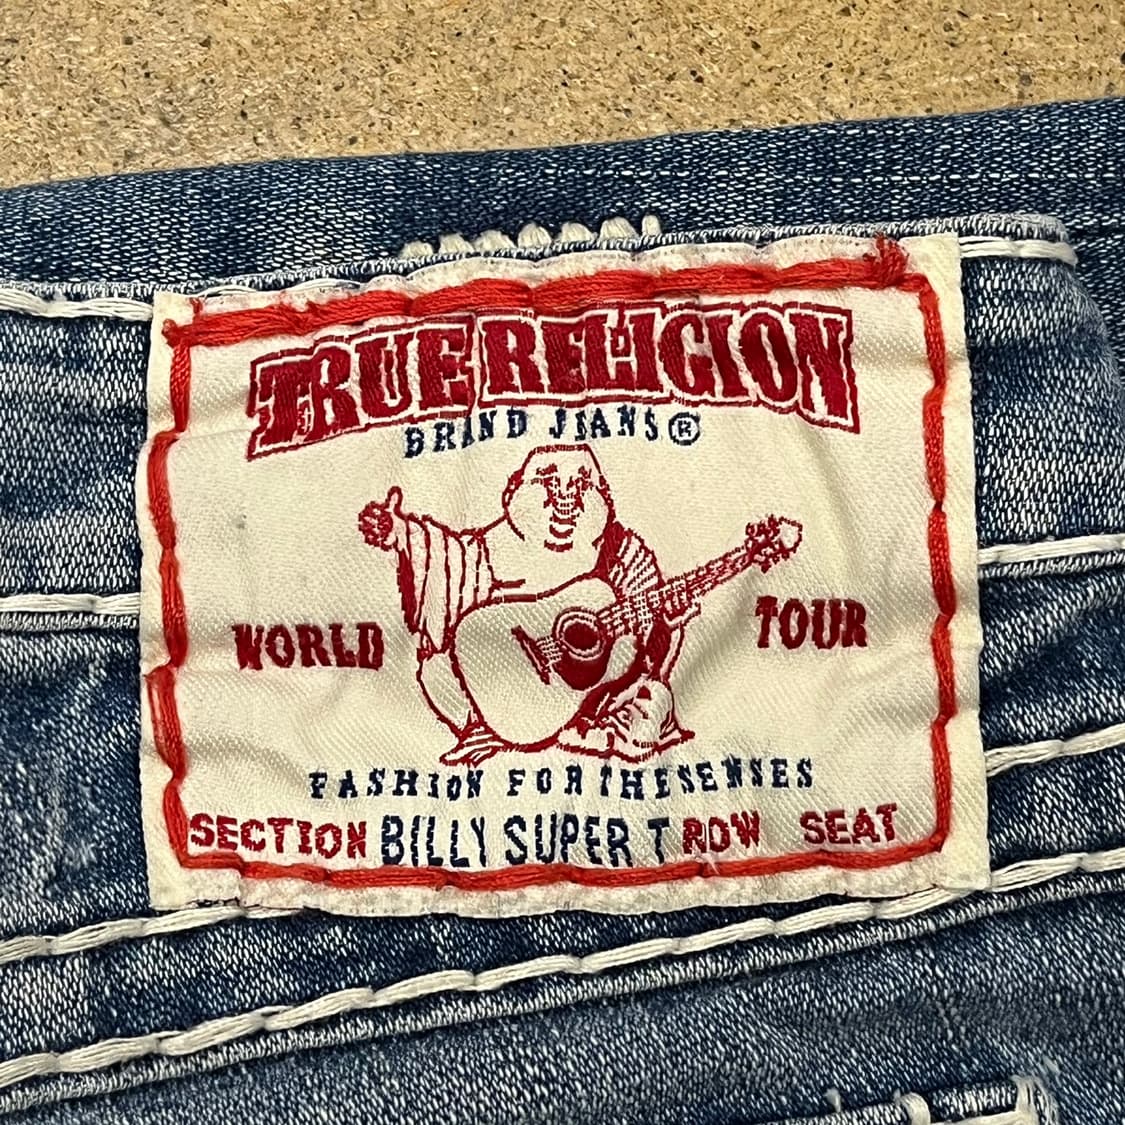 TRUE RELIGION
BRAND JEANS®
WORLD TOUR
FASHION FOR THE SENSES
SECTION BILLY SUPER T ROW SEAT